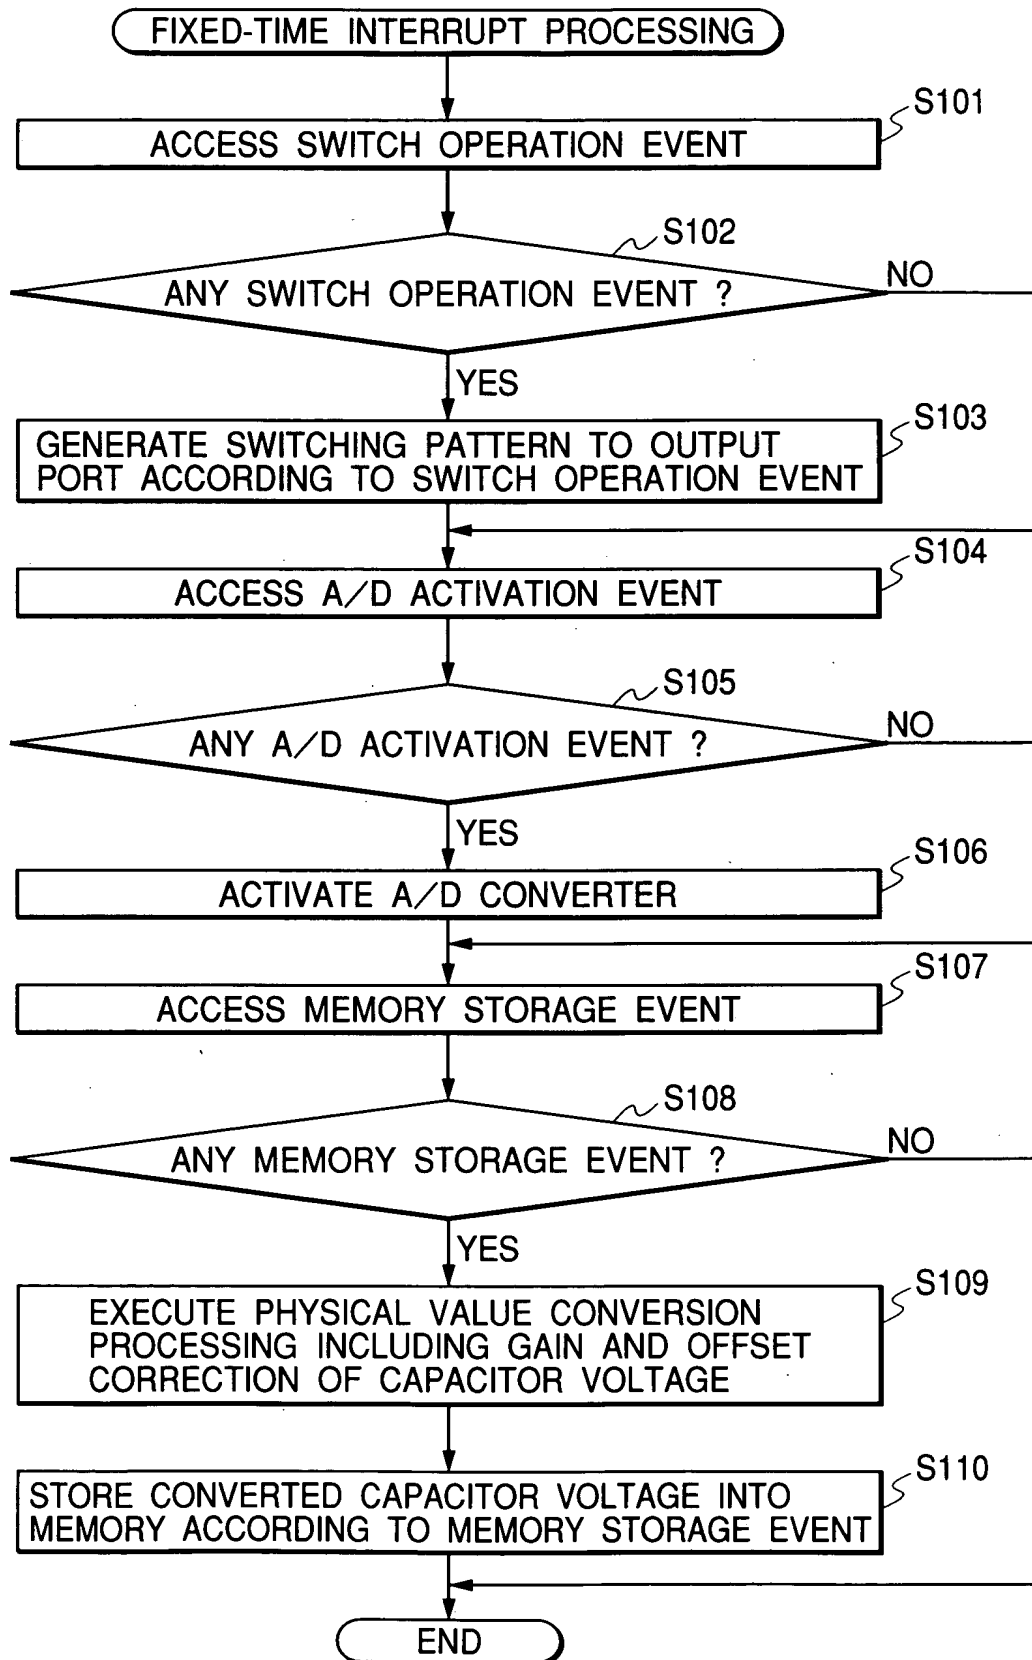 FIXED-TIME INTERRUPT PROCESSING
S101
ACCESS SWITCH OPERATION EVENT
S102
ANY SWITCH OPERATION EVENT ?
NO
YES
S103
GENERATE SWITCHING PATTERN TO OUTPUT
PORT ACCORDING TO SWITCH OPERATION EVENT
S104
ACCESS A/D ACTIVATION EVENT
S105
ANY A/D ACTIVATION EVENT ?
NO
YES
S106
ACTIVATE A/D CONVERTER
S107
ACCESS MEMORY STORAGE EVENT
S108
ANY MEMORY STORAGE EVENT ?
NO
YES
S109
EXECUTE PHYSICAL VALUE CONVERSION
PROCESSING INCLUDING GAIN AND OFFSET
CORRECTION OF CAPACITOR VOLTAGE
S110
STORE CONVERTED CAPACITOR VOLTAGE INTO
MEMORY ACCORDING TO MEMORY STORAGE EVENT
END